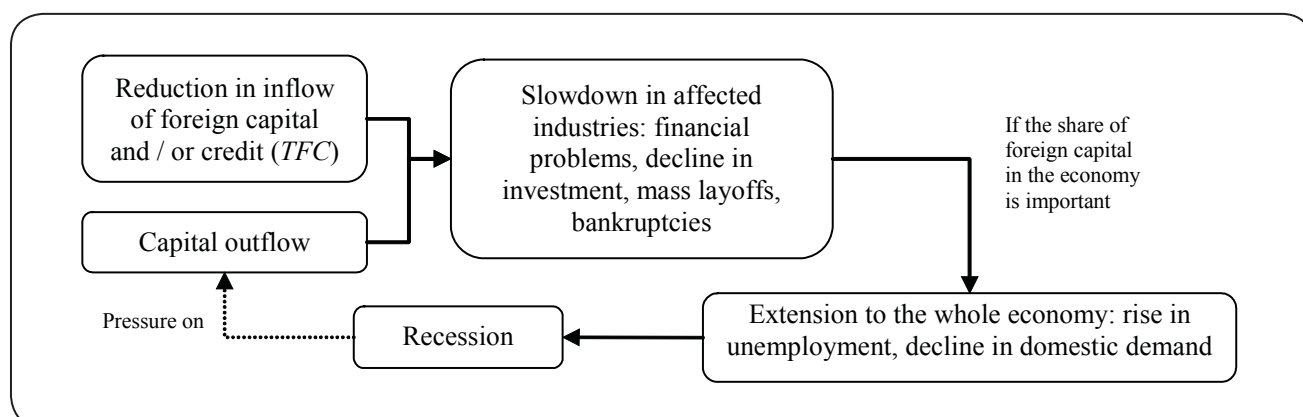 Reduction in inflow
of foreign capital
and / or credit (TFC)
Capital outflow
Slowdown in affected
industries: financial
problems, decline in
investment, mass layoffs,
bankruptcies
If the share of
foreign capital
in the economy
is important
Extension to the whole economy: rise in
unemployment, decline in domestic demand
Recession
Pressure on